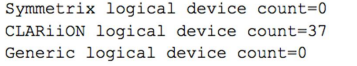 Symmetrix logical device count=0
CLARiiON logical device count=37
Generic logical device count=0